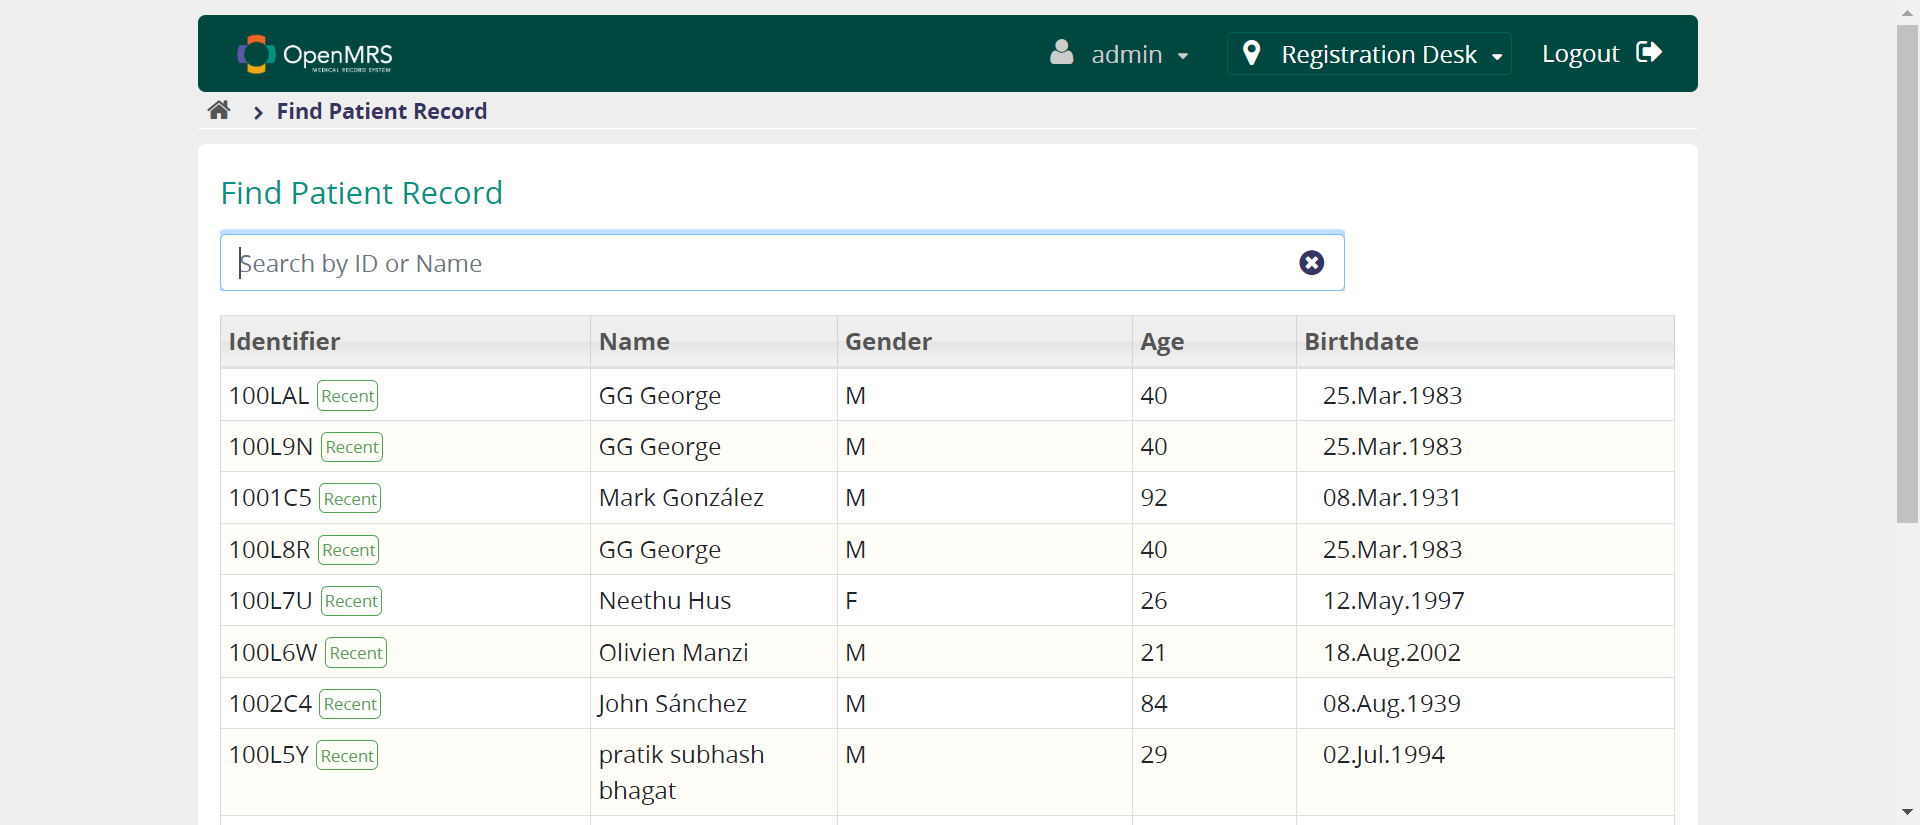 OpenMRS
MEDICAL RECORD SYSTEM
admin
Registration Desk
Logout
Find Patient Record
Find Patient Record
Search by ID or Name
Identifier Name Gender Age Birthdate
100LAL Recent GG George M 40 25.Mar.1983
100L9N Recent GG George M 40 25.Mar.1983
1001C5 Recent Mark González M 92 08.Mar.1931
100L8R Recent GG George M 40 25.Mar.1983
100L7U Recent Neethu Hus F 26 12.May.1997
100L6W Recent Olivien Manzi M 21 18.Aug.2002
1002C4 Recent John Sánchez M 84 08.Aug.1939
100L5Y Recent pratik subhash M 29 02.Jul.1994
bhagat